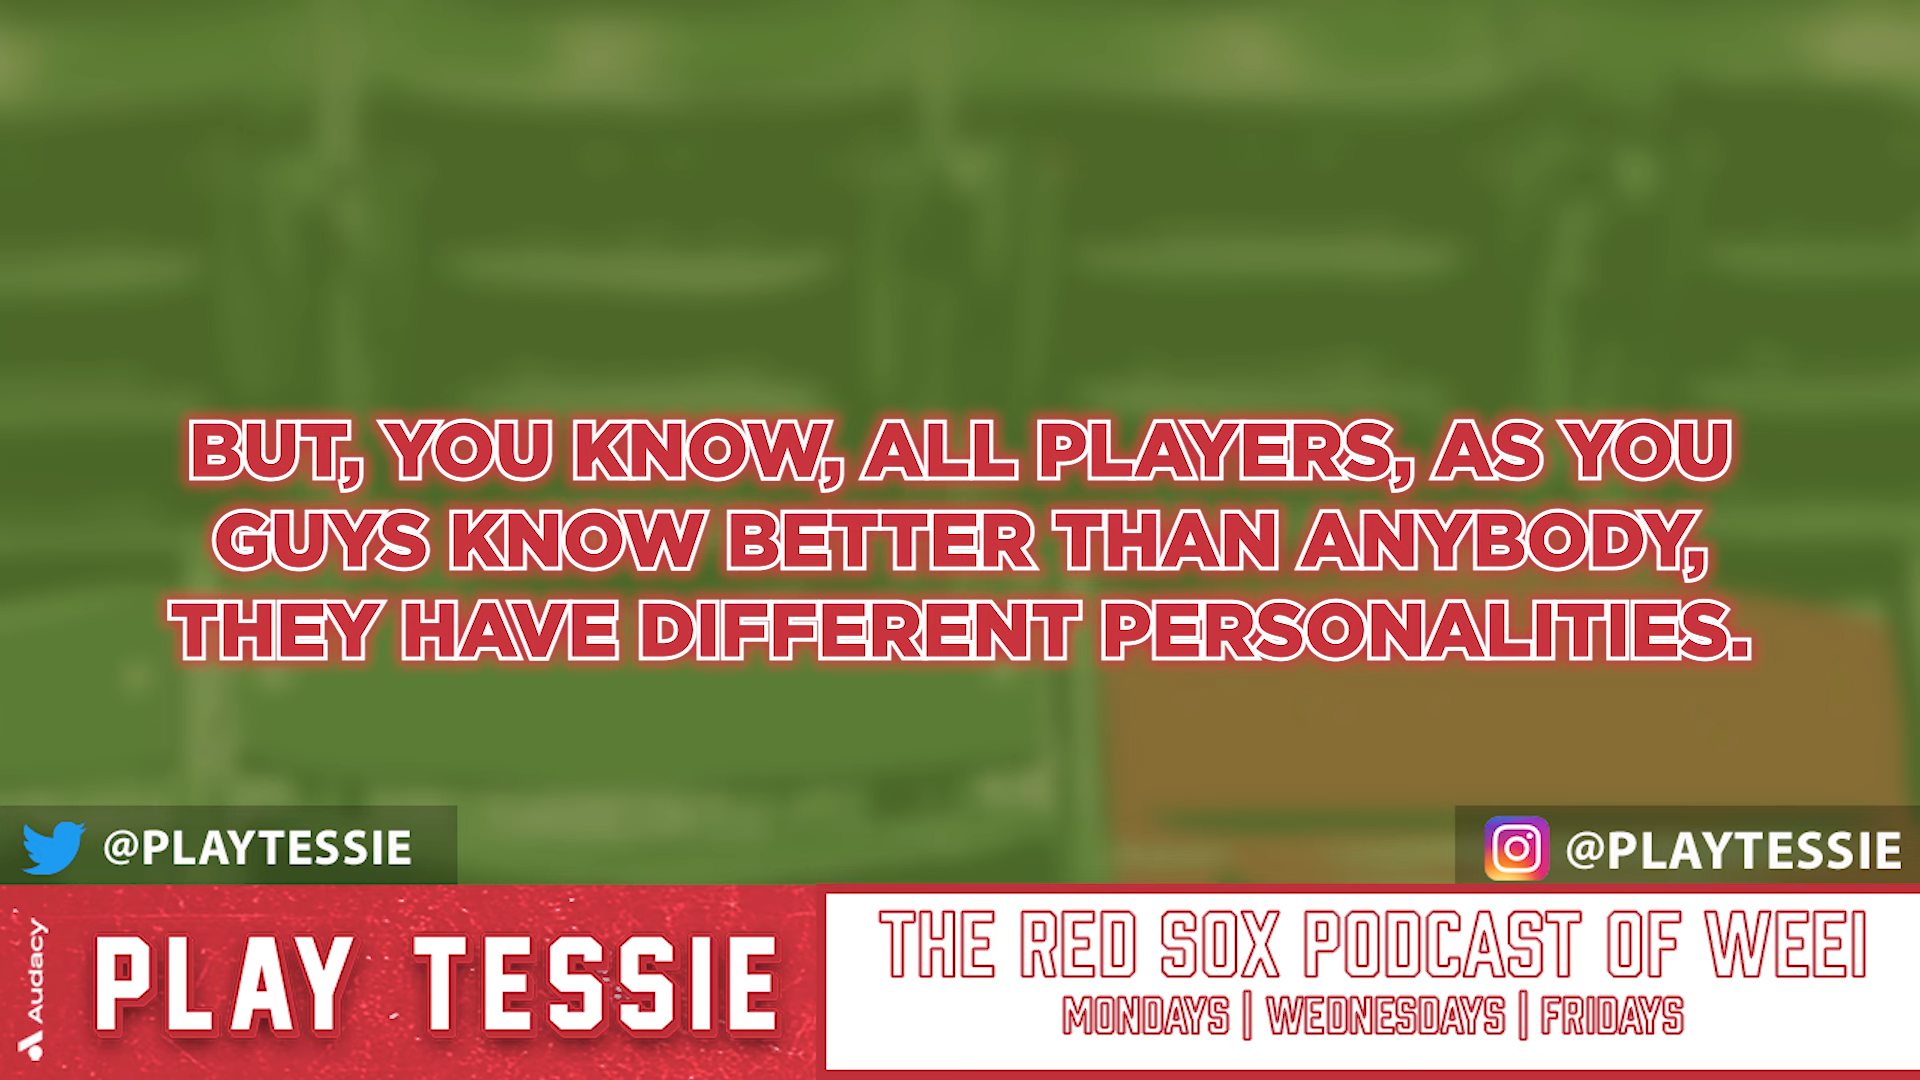 BUT, YOU KNOW, ALL PLAYERS, AS YOU
GUYS KNOW BETTER THAN ANYBODY,
THEY HAVE DIFFERENT PERSONALITIES.
@PLAYTESSIE
@PLAYTESSIE
Audacy
PLAY TESSIE
THE RED SOX PODCAST OF WEEI
MONDAYS | WEDNESDAYS | FRIDAYS